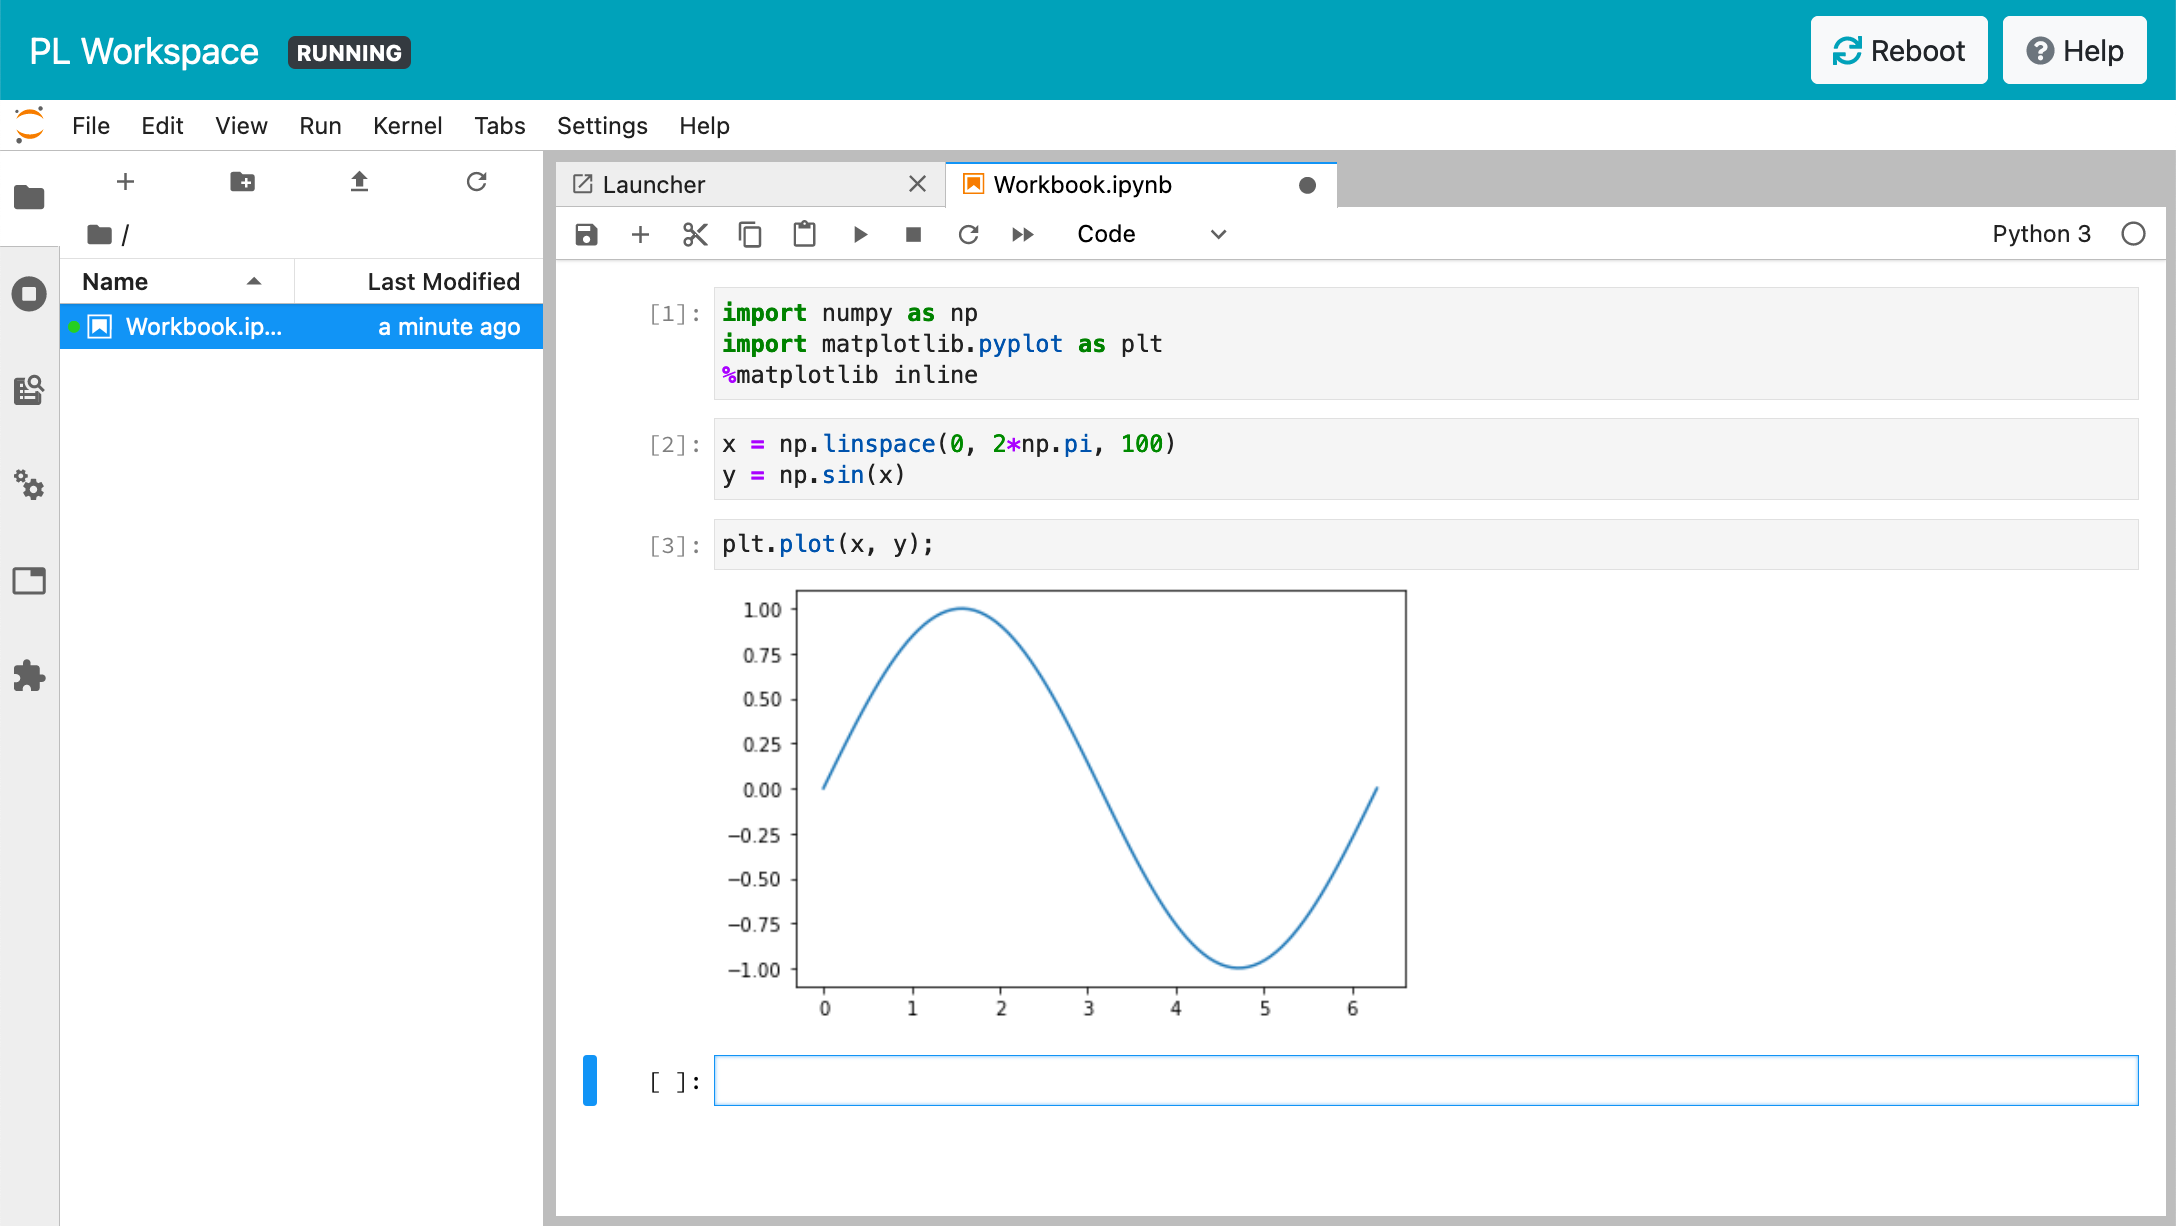 PL Workspace RUNNING Reboot Help
File Edit View Run Kernel Tabs Settings Help
/
Name Last Modified
Workbook.ip... a minute ago
Launcher Workbook.ipynb
Code Python 3
[1]: import numpy as np
import matplotlib.pyplot as plt
%matplotlib inline
[2]: x = np.linspace(0, 2*np.pi, 100)
y = np.sin(x)
[3]: plt.plot(x, y);
1.00
0.75
0.50
0.25
0.00
−0.25
−0.50
−0.75
−1.00
0 1 2 3 4 5 6
[ ]: